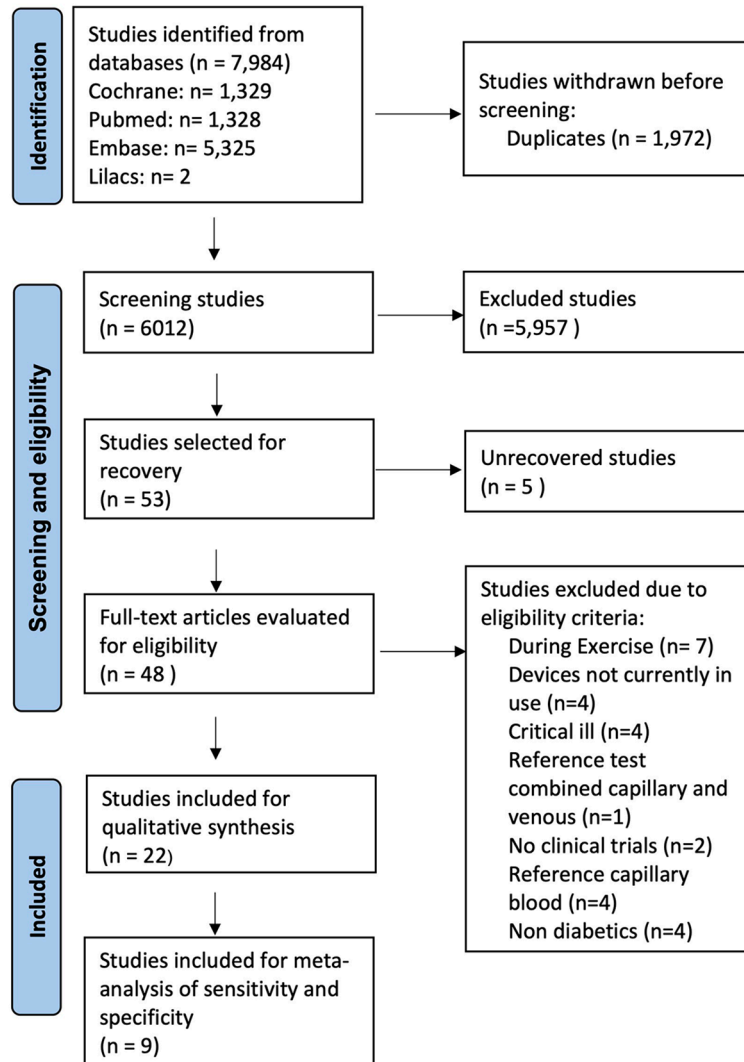 Identification
Studies identified from
databases (n = 7,984)
Cochrane: n= 1,329
Pubmed: n= 1,328
Embase: n= 5,325
Lilacs: n= 2
Studies withdrawn before
screening:
Duplicates (n = 1,972)
Screening and eligibility
Screening studies
(n = 6012)
Excluded studies
(n =5,957 )
Studies selected for
recovery
(n = 53)
Unrecovered studies
(n = 5 )
Full-text articles evaluated
for eligibility
(n = 48 )
Studies excluded due to
eligibility criteria:
During Exercise (n= 7)
Devices not currently in
use (n=4)
Critical ill (n=4)
Reference test
combined capillary and
venous (n=1)
No clinical trials (n=2)
Reference capillary
blood (n=4)
Non diabetics (n=4)
Included
Studies included for
qualitative synthesis
(n = 22)
Studies included for meta-
analysis of sensitivity and
specificity
(n = 9)